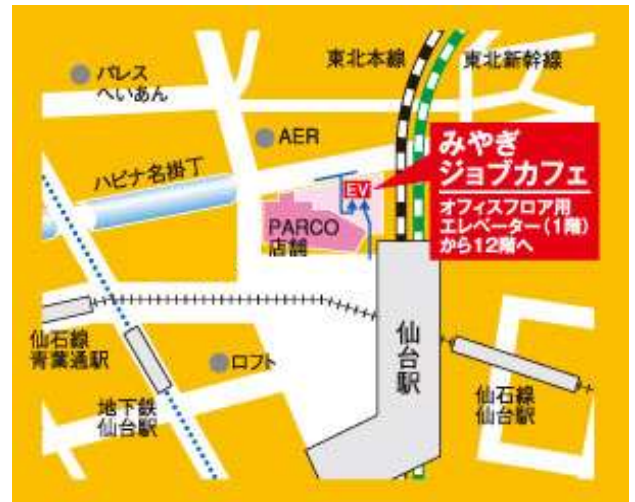 東北本線
東北新幹線
パレス
へいあん
AER
みやぎ
ジョブカフェ
オフィスフロア用
エレベーター（1階）
から12階へ
ハピナ名掛丁
EV
PARCO
店舗
仙台駅
仙石線
青葉通駅
ロフト
地下鉄
仙台駅
仙石線
仙台駅